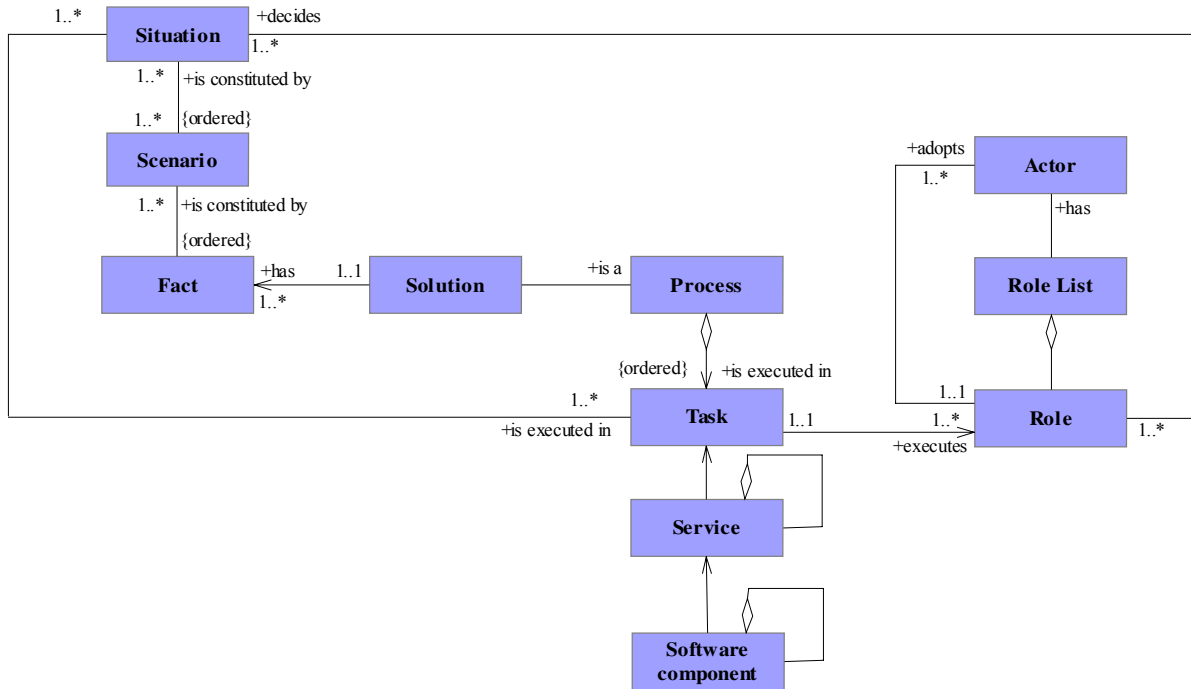 1..*
+decides
Situation
1..*
1..*
+is constituted by
1..*
{ordered}
Scenario
+adopts
1..*
Actor
1..*
+is constituted by
+has
{ordered}
Fact
+has
1..*
1..1
Solution
+is a
Process
Role List
{ordered}
+is executed in
1..*
+is executed in
Task
1..1
1..*
+executes
1..1
Role
1..*
Service
Software
component